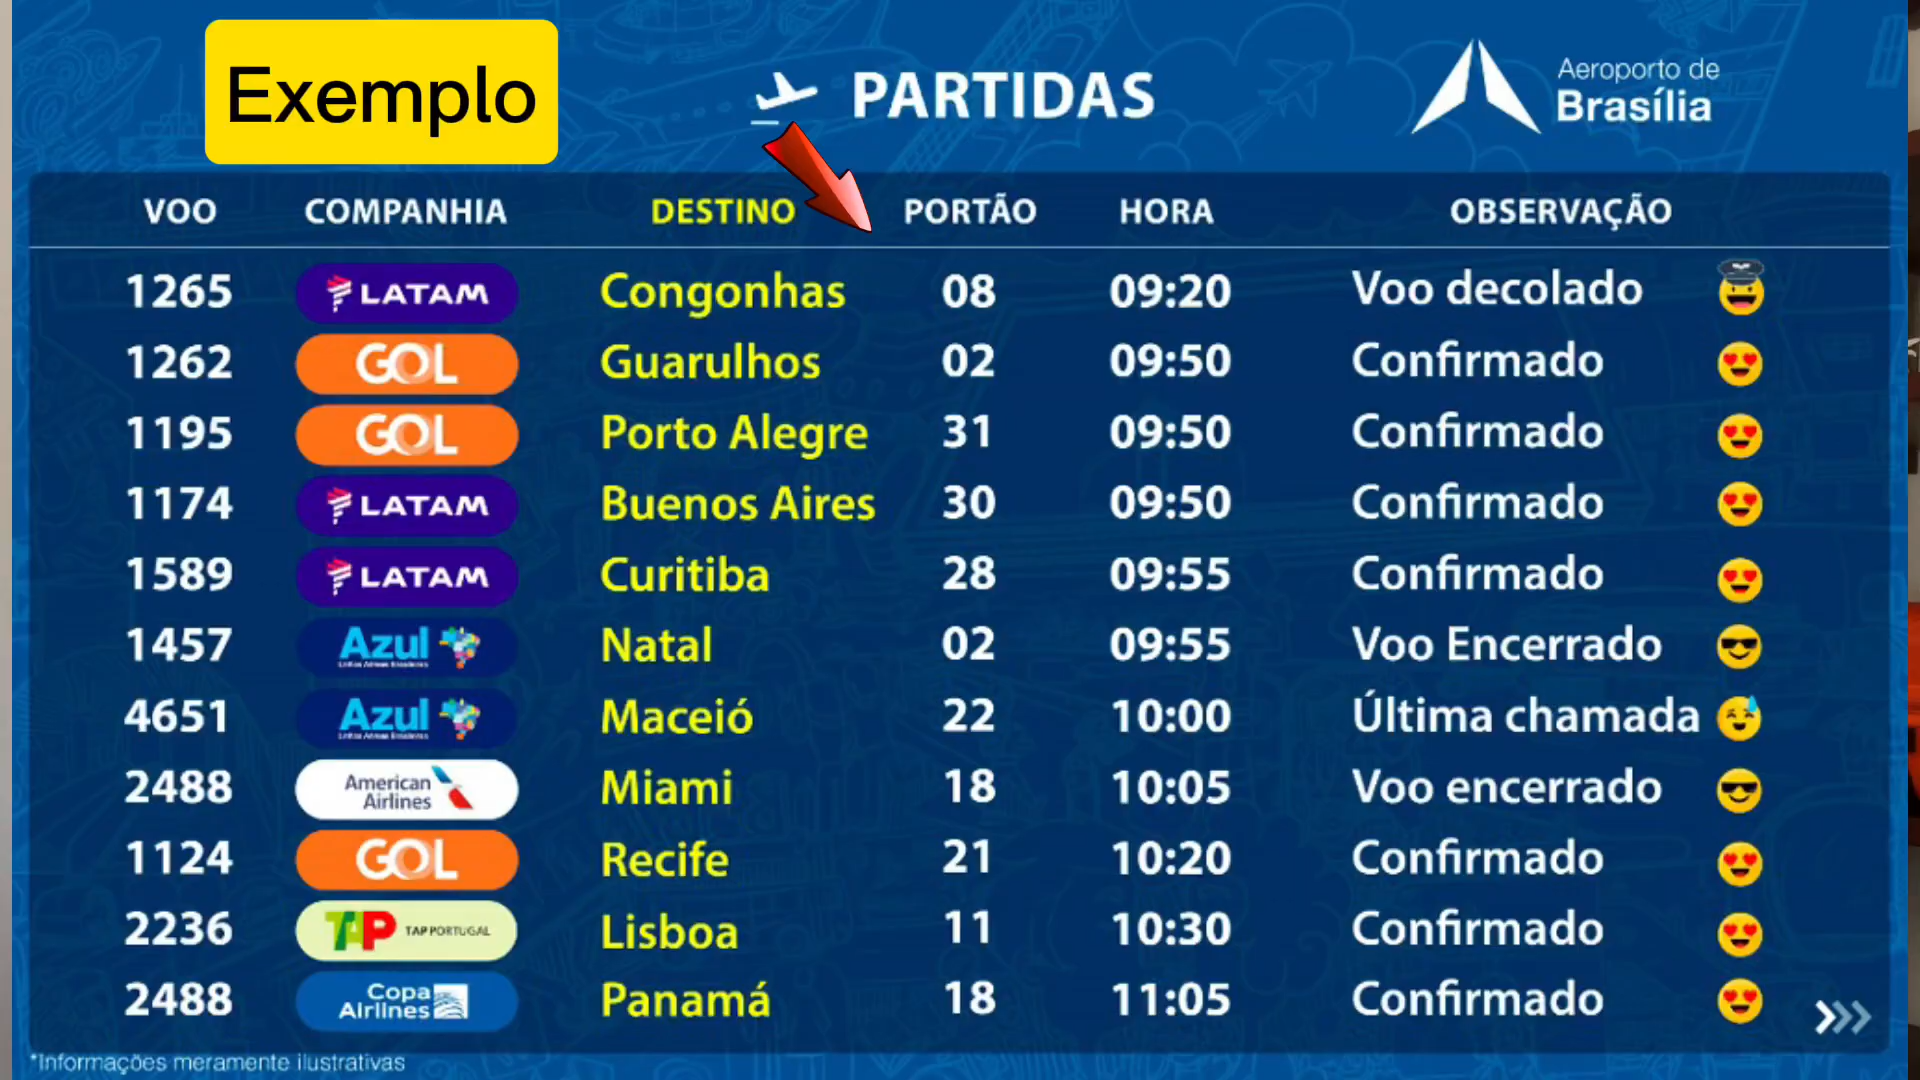 Exemplo
PARTIDAS
Aeroporto de
Brasília
VOO COMPANHIA DESTINO PORTÃO HORA OBSERVAÇÃO
1265 LATAM Congonhas 08 09:20 Voo decolado
1262 GOL Guarulhos 02 09:50 Confirmado
1195 GOL Porto Alegre 31 09:50 Confirmado
1174 LATAM Buenos Aires 30 09:50 Confirmado
1589 LATAM Curitiba 28 09:55 Confirmado
1457 Azul Natal 02 09:55 Voo Encerrado
4651 Azul Maceió 22 10:00 Última chamada
2488 American Airlines Miami 18 10:05 Voo encerrado
1124 GOL Recife 21 10:20 Confirmado
2236 TAP TAP PORTUGAL Lisboa 11 10:30 Confirmado
2488 Copa Airlines Panamá 18 11:05 Confirmado
*Informações meramente ilustrativas